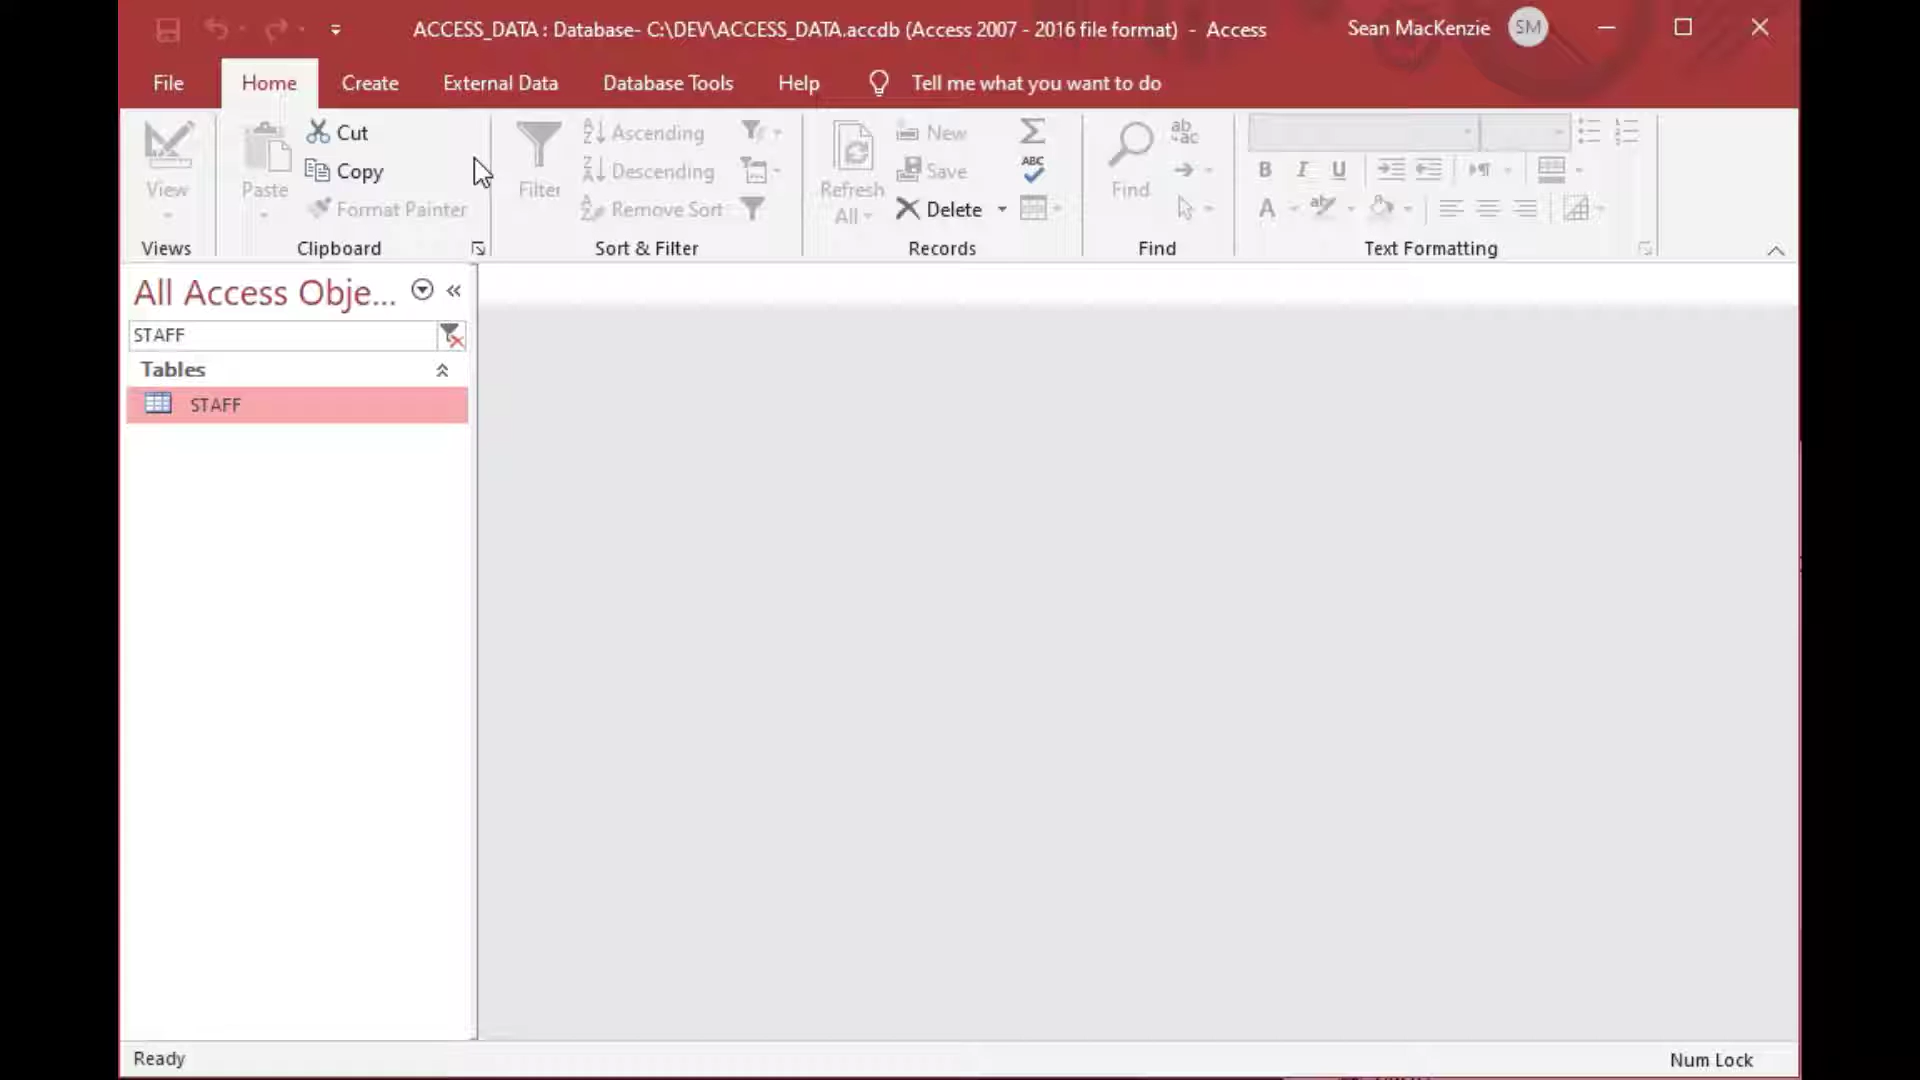 ACCESS_DATA : Database- C:\DEV\ACCESS_DATA.accdb (Access 2007 - 2016 file format) - Access
Sean MacKenzie SM
File Home Create External Data Database Tools Help Tell me what you want to do
View
Views
Paste
Cut
Copy
Format Painter
Clipboard
Filter
Ascending
Descending
Remove Sort
Sort & Filter
Refresh
All
New
Save
Delete
ABC
Records
Find
ab
ac
Find
B I U
A
Text Formatting
All Access Obje...
STAFF
Tables
STAFF
Ready
Num Lock